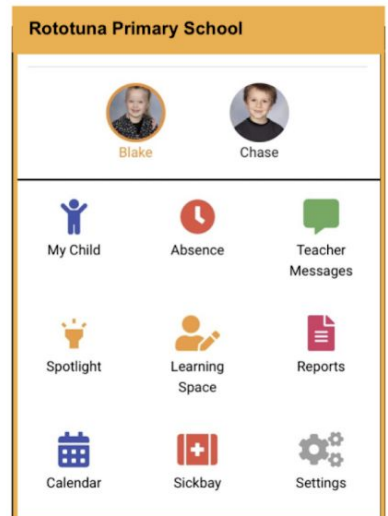 Rototuna Primary School
Blake Chase
My Child Absence Teacher
Messages
Spotlight Learning Reports
Space
Calendar Sickbay Settings